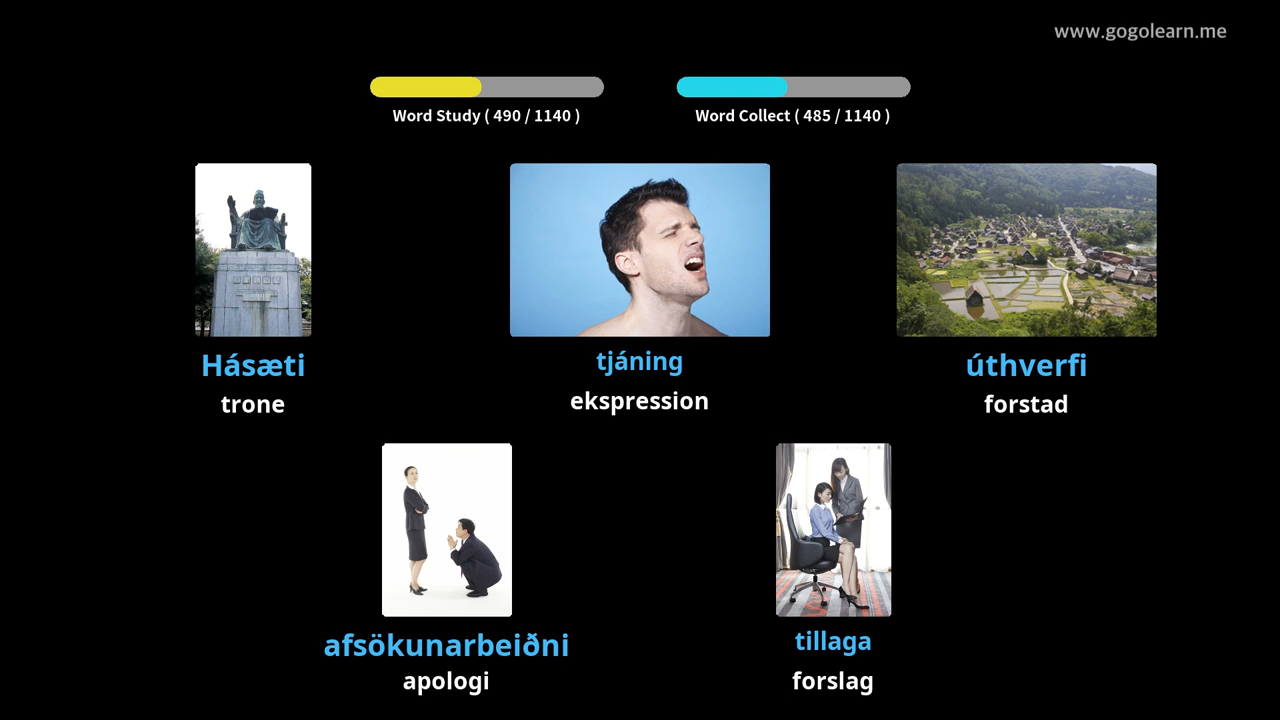 www.gogolearn.me
Word Study ( 490 / 1140 )
Word Collect ( 485 / 1140 )
Hásæti
trone
tjáning
ekspression
úthverfi
forstad
afsökunarbeiðni
apologi
tillaga
forslag